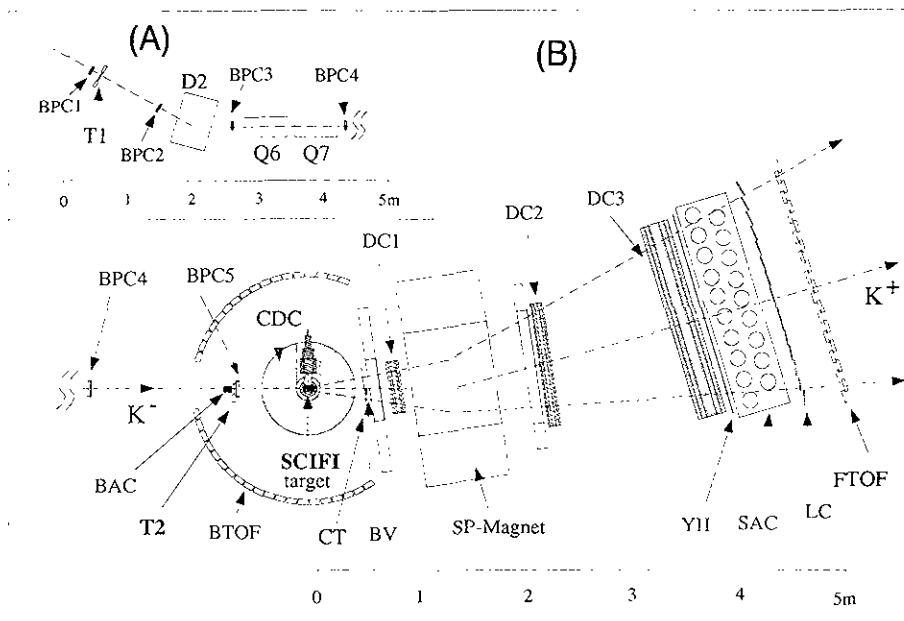 (A)
(B)
BPC1
T1
BPC2
D2
BPC3
BPC4
Q6 Q7
0 1 2 3 4 5m
BPC4
BPC5
CDC
DC1
DC2
DC3
K-
K+
BAC
T2
BTOF
SCIFI
target
CT
BV
SP-Magnet
YH
SAC
LC
FTOF
0 1 2 3 4 5m